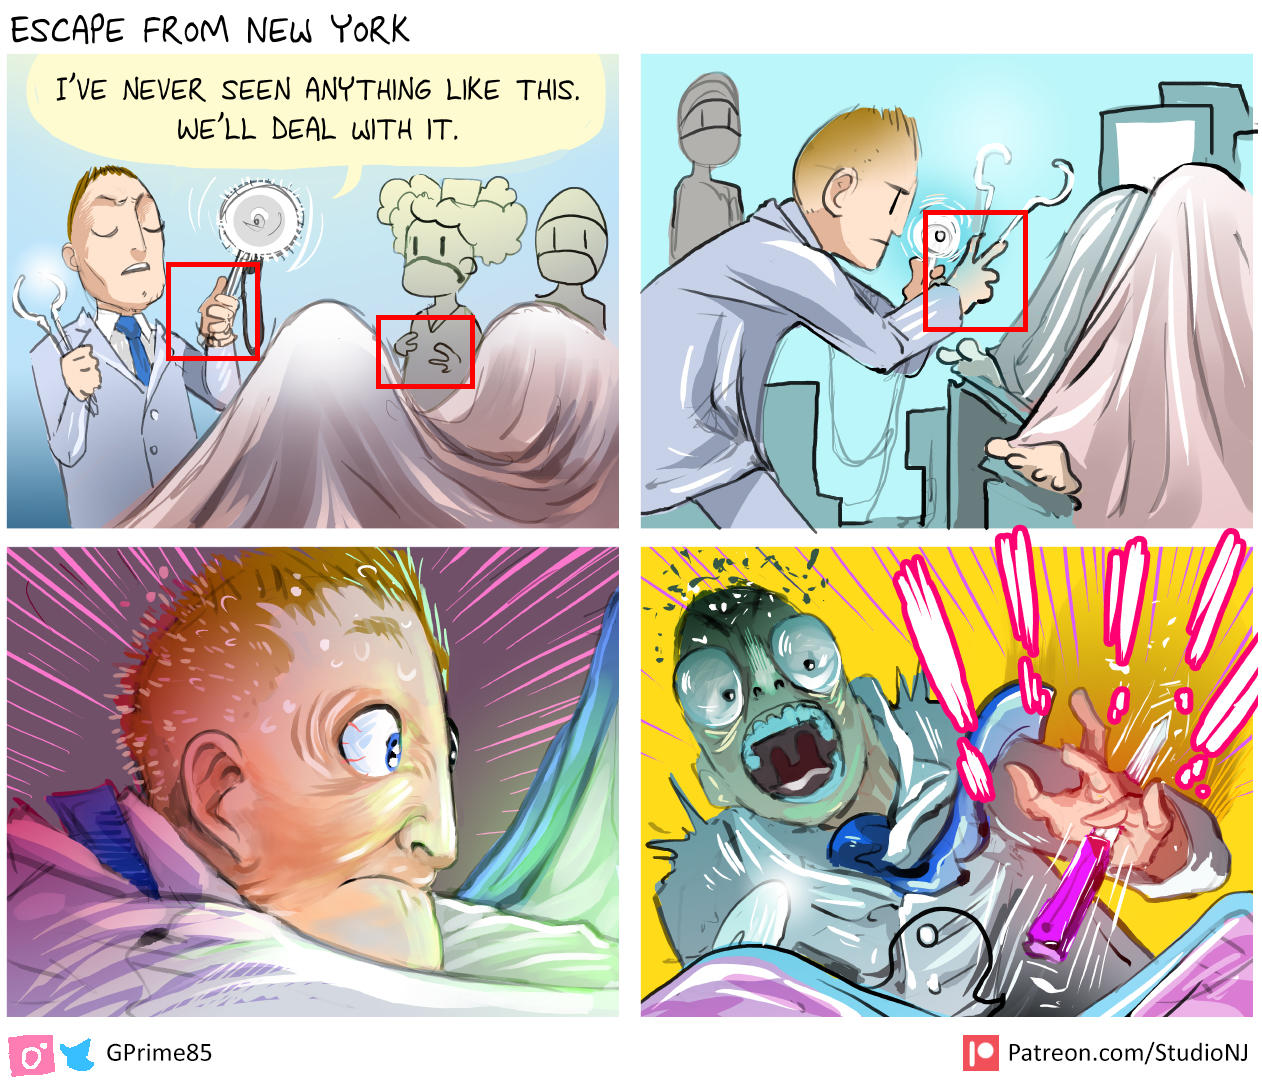 ESCAPE FROM NEW YORK
I'VE NEVER SEEN ANYTHING LIKE THIS.
WE'LL DEAL WITH IT.
GPrime85
Patreon.com/StudioNJ